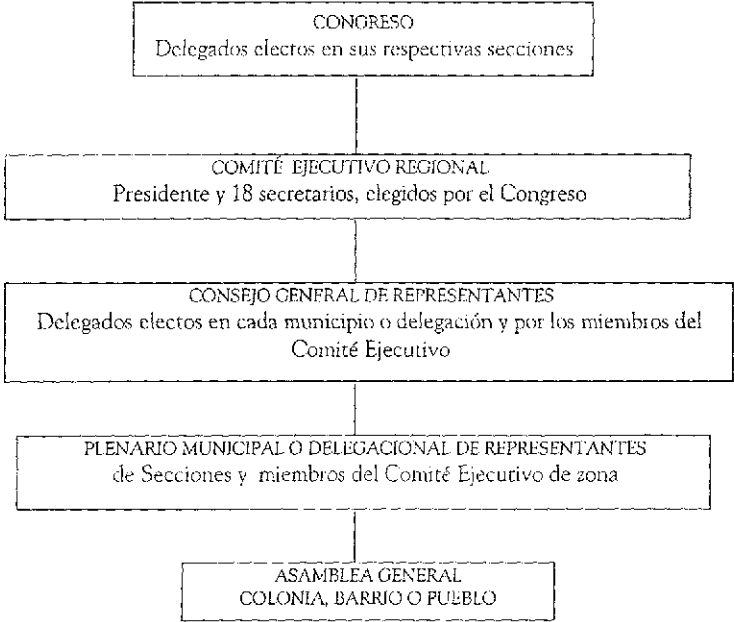 CONGRESO
Delegados electos en sus respectivas secciones
COMITÉ EJECUTIVO REGIONAL
Presidente y 18 secretarios, elegidos por el Congreso
CONSEJO GENERAL DE REPRESENTANTES
Delegados electos en cada municipio o delegación y por los miembros del
Comité Ejecutivo
PLENARIO MUNICIPAL O DELEGACIONAL DE REPRESENTANTES
de Secciones y miembros del Comité Ejecutivo de zona
ASAMBLEA GENERAL
COLONIA, BARRIO O PUEBLO